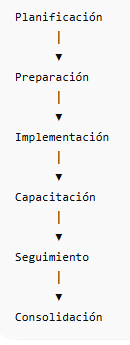 Planificación
Preparación
Implementación
Capacitación
Seguimiento
Consolidación